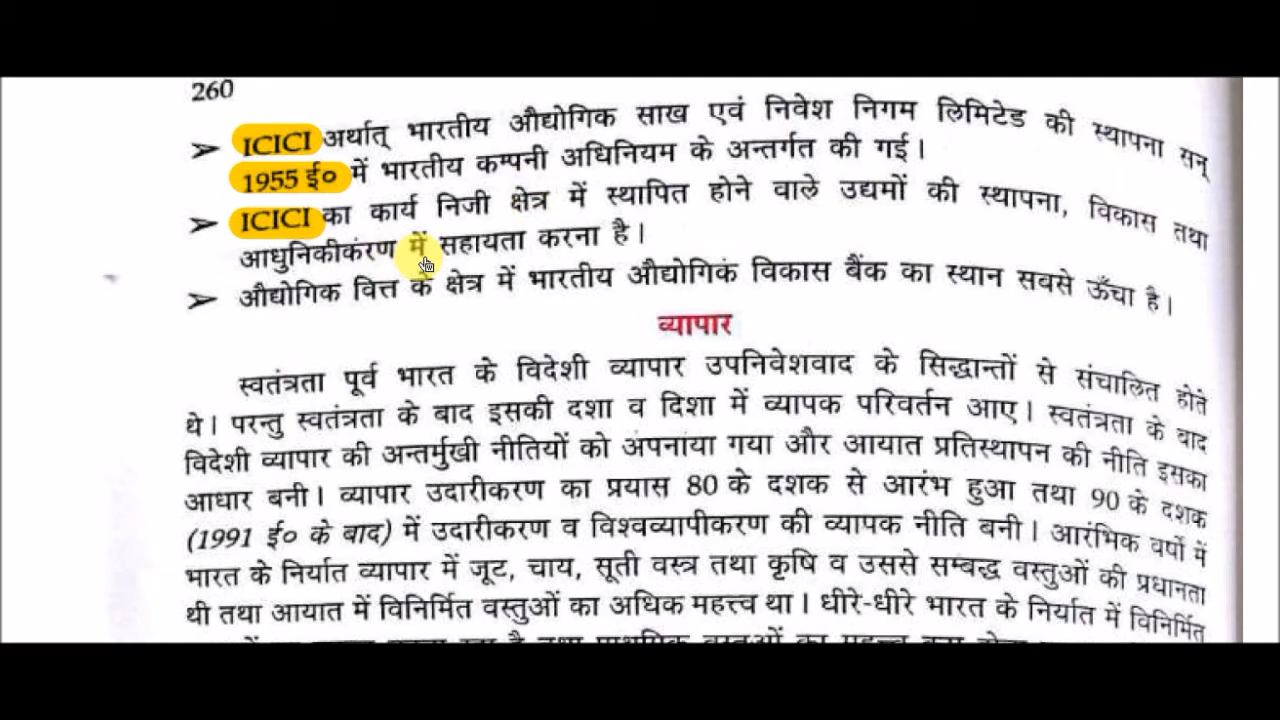 260
➢ ICICI अर्थात् भारतीय औद्योगिक साख एवं निवेश निगम लिमिटेड की स्थापना सन्
1955 ई० में भारतीय कम्पनी अधिनियम के अन्तर्गत की गई।
➢ ICICI का कार्य निजी क्षेत्र में स्थापित होने वाले उद्यमों की स्थापना, विकास तथा
आधुनिकीकरण में सहायता करना है।
➢ औद्योगिक वित्त के क्षेत्र में भारतीय औद्योगिक विकास बैंक का स्थान सबसे ऊँचा है।
व्यापार
स्वतंत्रता पूर्व भारत के विदेशी व्यापार उपनिवेशवाद के सिद्धान्तों से संचालित होते
थे। परन्तु स्वतंत्रता के बाद इसकी दशा व दिशा में व्यापक परिवर्तन आए। स्वतंत्रता के बाद
विदेशी व्यापार की अन्तर्मुखी नीतियों को अपनाया गया और आयात प्रतिस्थापन की नीति इसका
आधार बनी। व्यापार उदारीकरण का प्रयास 80 के दशक से आरंभ हुआ तथा 90 के दशक
(1991 ई० के बाद) में उदारीकरण व विश्वव्यापीकरण की व्यापक नीति बनी। आरंभिक वर्षों में
भारत के निर्यात व्यापार में जूट, चाय, सूती वस्त्र तथा कृषि व उससे सम्बद्ध वस्तुओं की प्रधानता
थी तथा आयात में विनिर्मित वस्तुओं का अधिक महत्त्व था। धीरे-धीरे भारत के निर्यात में विनिर्मित